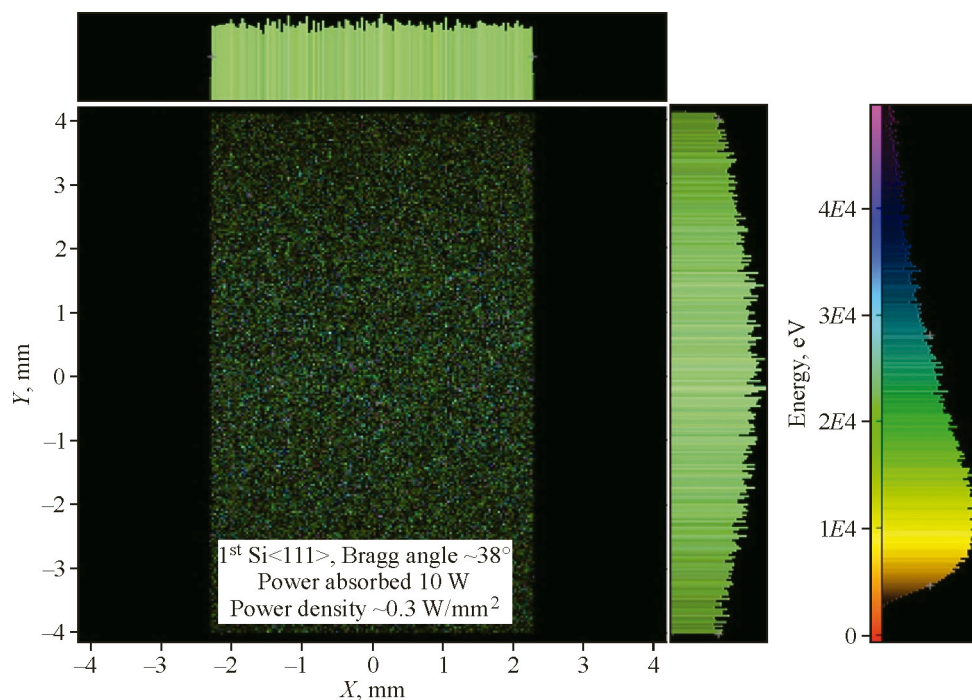 4
3
2
1
0
–1
–2
–3
–4
Y, mm
1st Si<111>, Bragg angle ~38°
Power absorbed 10 W
Power density ~0.3 W/mm2
–4 –3 –2 –1 0 1 2 3 4
X, mm
Energy, eV
4E4
3E4
2E4
1E4
0